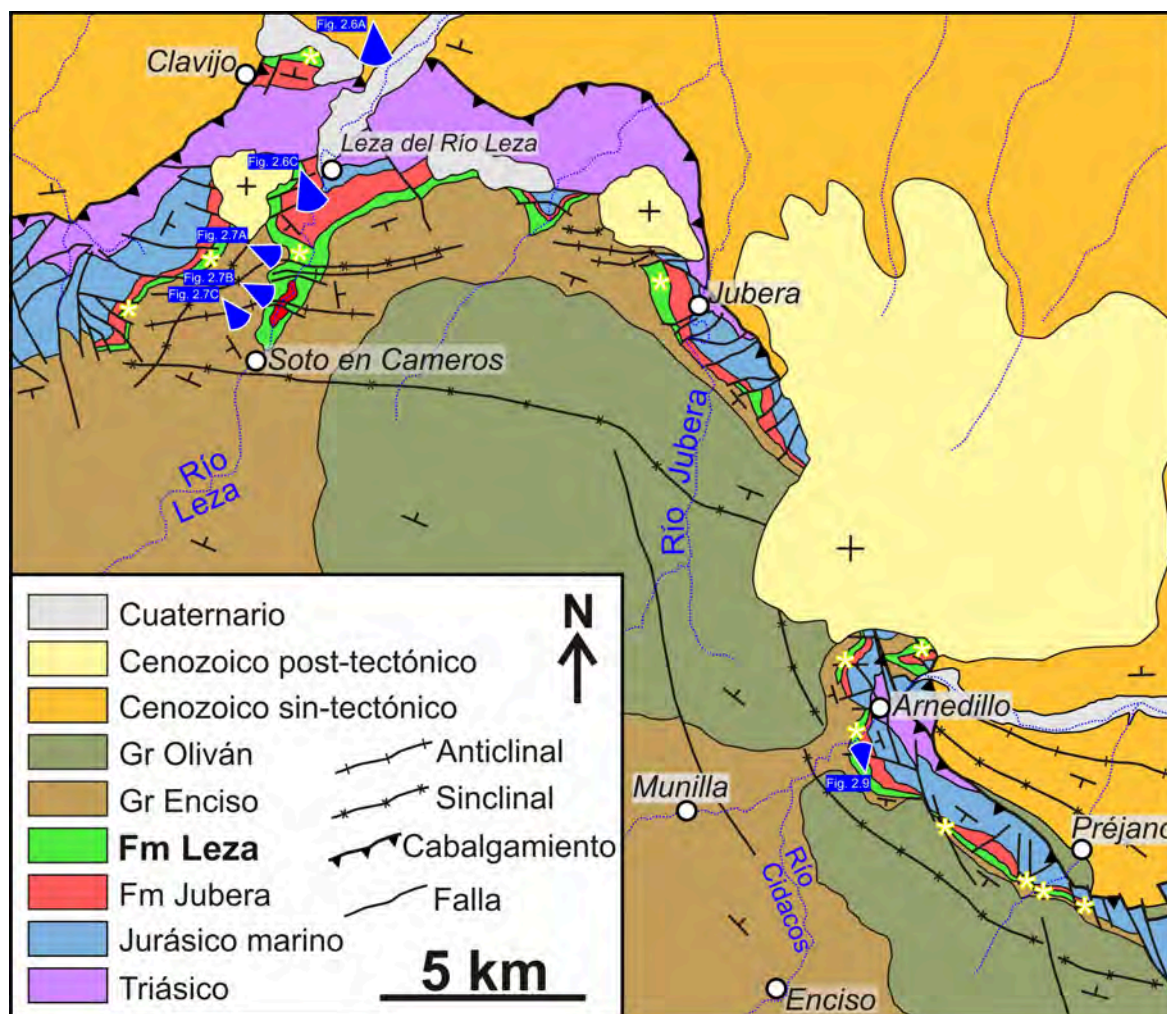 Fig. 2.6A
Clavijo
Leza del Río Leza
Fig. 2.6C
Fig. 2.7A
Fig. 2.7B
Fig. 2.7C
Jubera
Soto en Cameros
Río
Leza
Río Jubera
Arnedillo
Fig. 2.9
Munilla
Préjano
Río
Cidacos
Enciso
Cuaternario
Cenozoico post-tectónico
Cenozoico sin-tectónico
Gr Oliván
Gr Enciso
Fm Leza
Fm Jubera
Jurásico marino
Triásico
N
Anticlinal
Sinclinal
Cabalgamiento
Falla
5 km